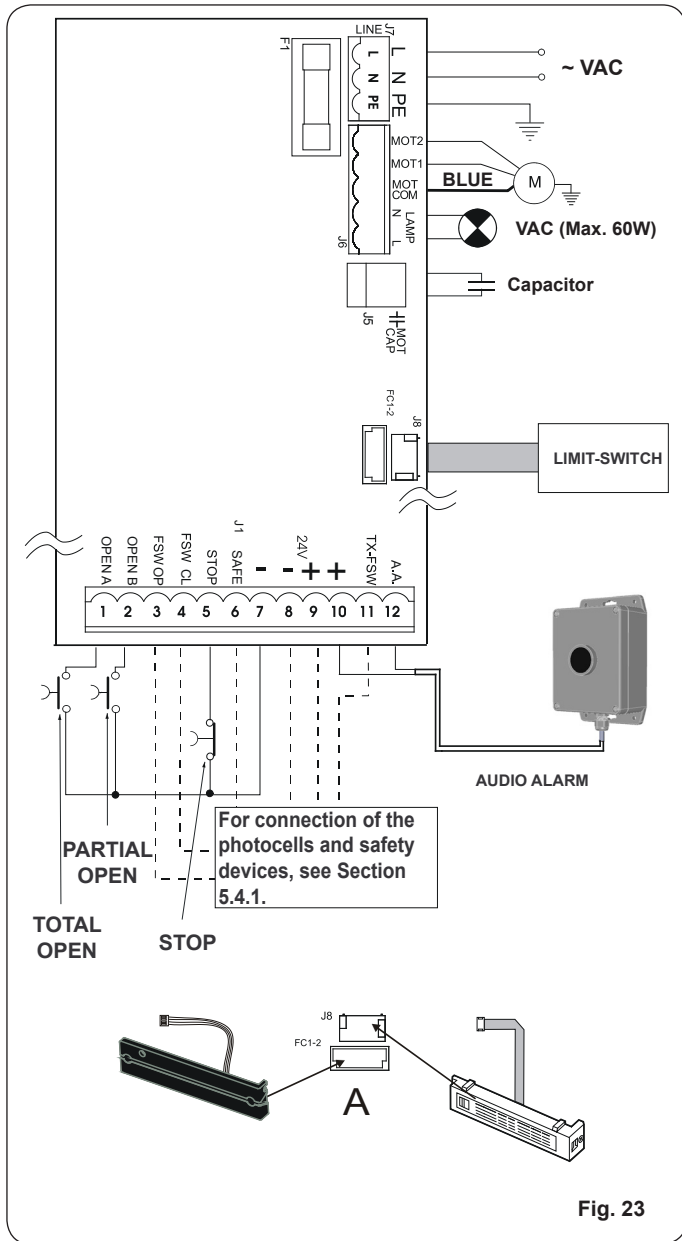 LINE J7
F1
L L
N N
PE PE
~ VAC
MOT2
MOT1
MOT COM
BLUE
M
N LAMP L
VAC (Max. 60W)
J6
Capacitor
J5
MOT CAP
FC1-2
J8
LIMIT-SWITCH
OPEN A
OPEN B
FSW OP
FSW CL
STOP
J1
SAFE
-
-
24V
+
+
TX-FSW
A.A.
1 2 3 4 5 6 7 8 9 10 11 12
AUDIO ALARM
For connection of the
photocells and safety
devices, see Section
5.4.1.
PARTIAL
OPEN
TOTAL
OPEN
STOP
J8
FC1-2
A
Fig. 23